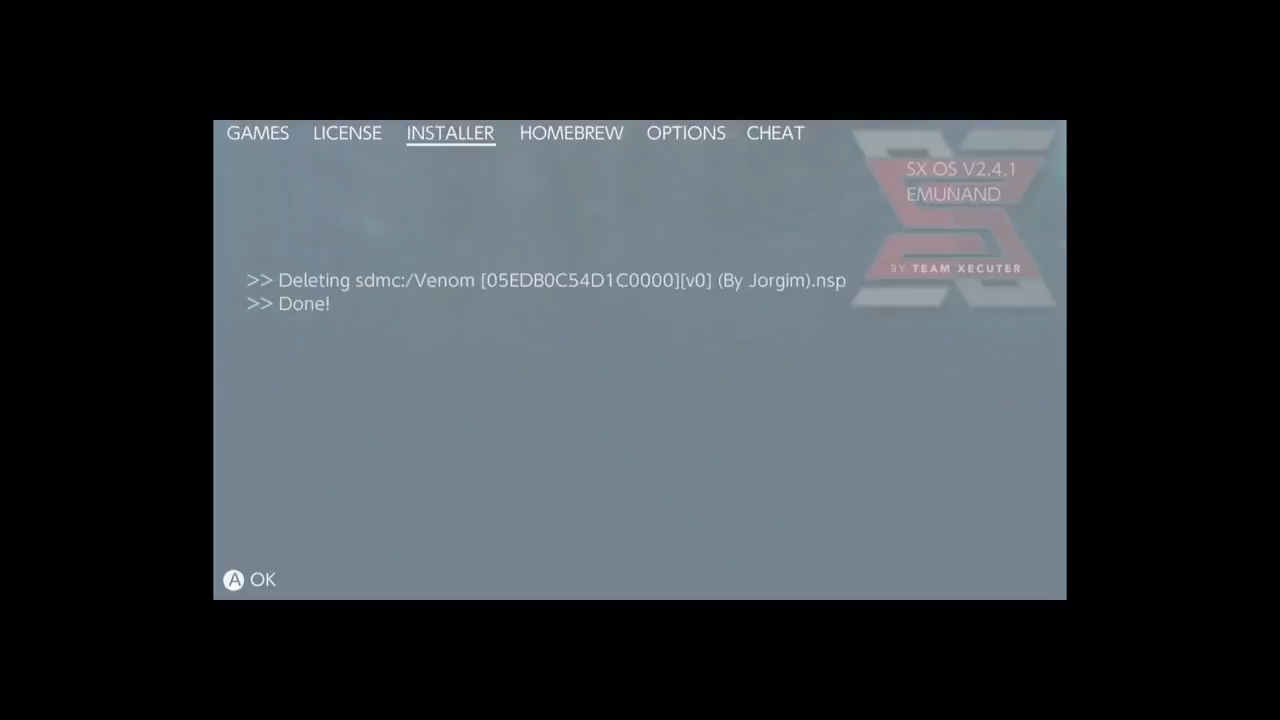 GAMES LICENSE INSTALLER HOMEBREW OPTIONS CHEAT
SX OS V2.4.1
EMUNAND
BY TEAM XECUTER
>> Deleting sdmc:/Venom [05EDB0C54D1C0000][v0] (By Jorgim).nsp
>> Done!
A OK